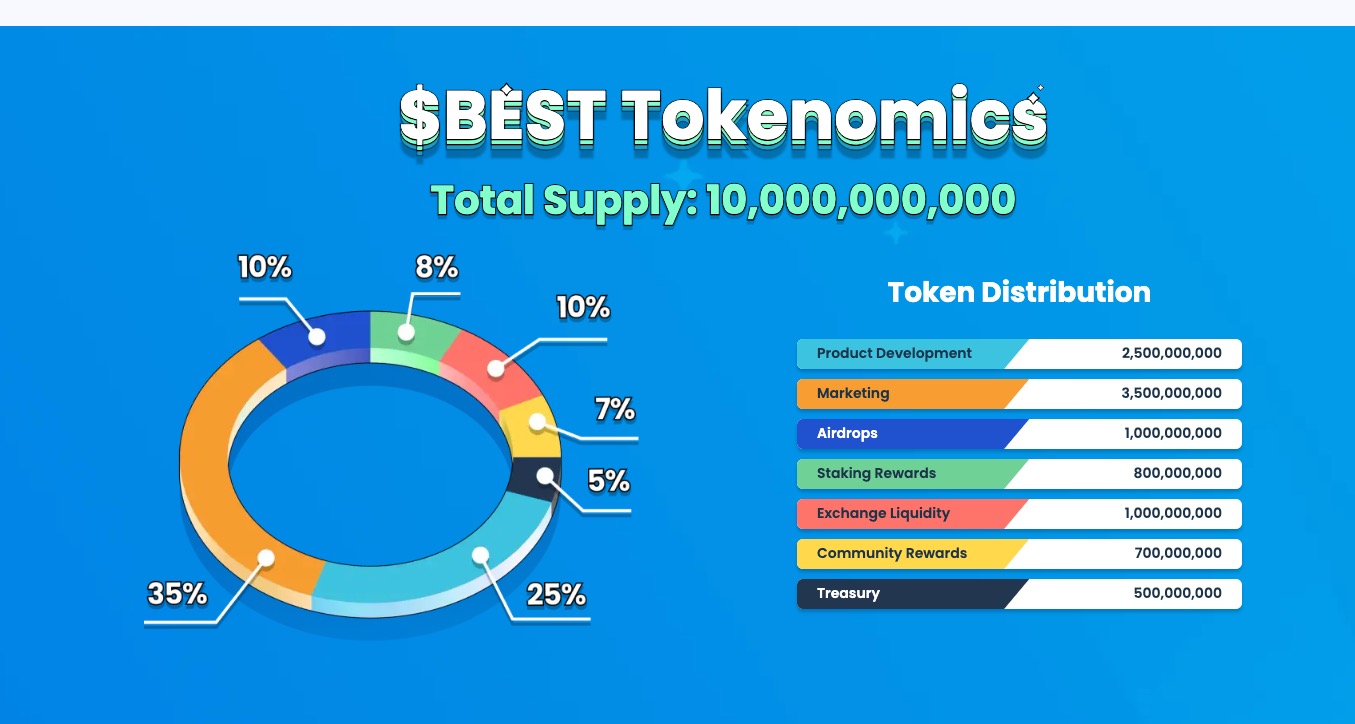 $BEST Tokenomics
Total Supply: 10,000,000,000
10%
8%
10%
7%
5%
35%
25%
Token Distribution
Product Development 2,500,000,000
Marketing 3,500,000,000
Airdrops 1,000,000,000
Staking Rewards 800,000,000
Exchange Liquidity 1,000,000,000
Community Rewards 700,000,000
Treasury 500,000,000